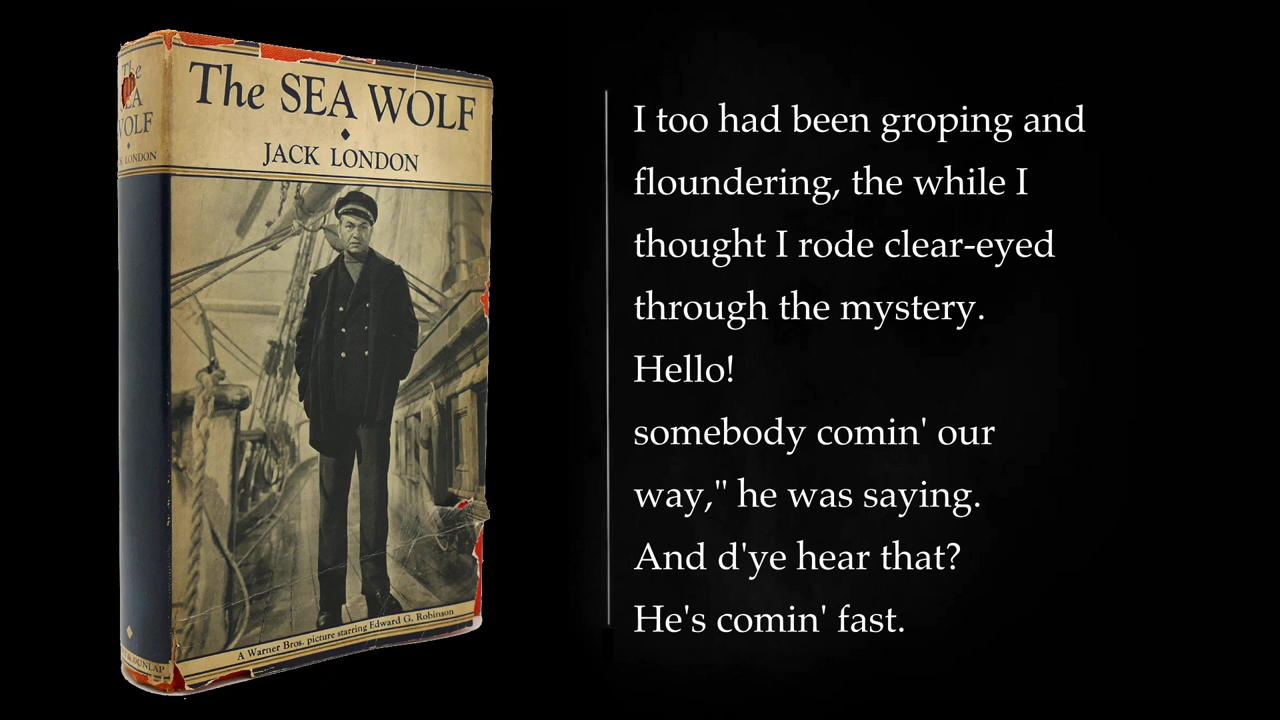 The SEA WOLF
JACK LONDON
The
SEA
WOLF
LONDON
DUNLAP
A Warner Bros. picture starring Edward G. Robinson
I too had been groping and
floundering, the while I
thought I rode clear-eyed
through the mystery.
Hello!
somebody comin' our
way," he was saying.
And d'ye hear that?
He's comin' fast.